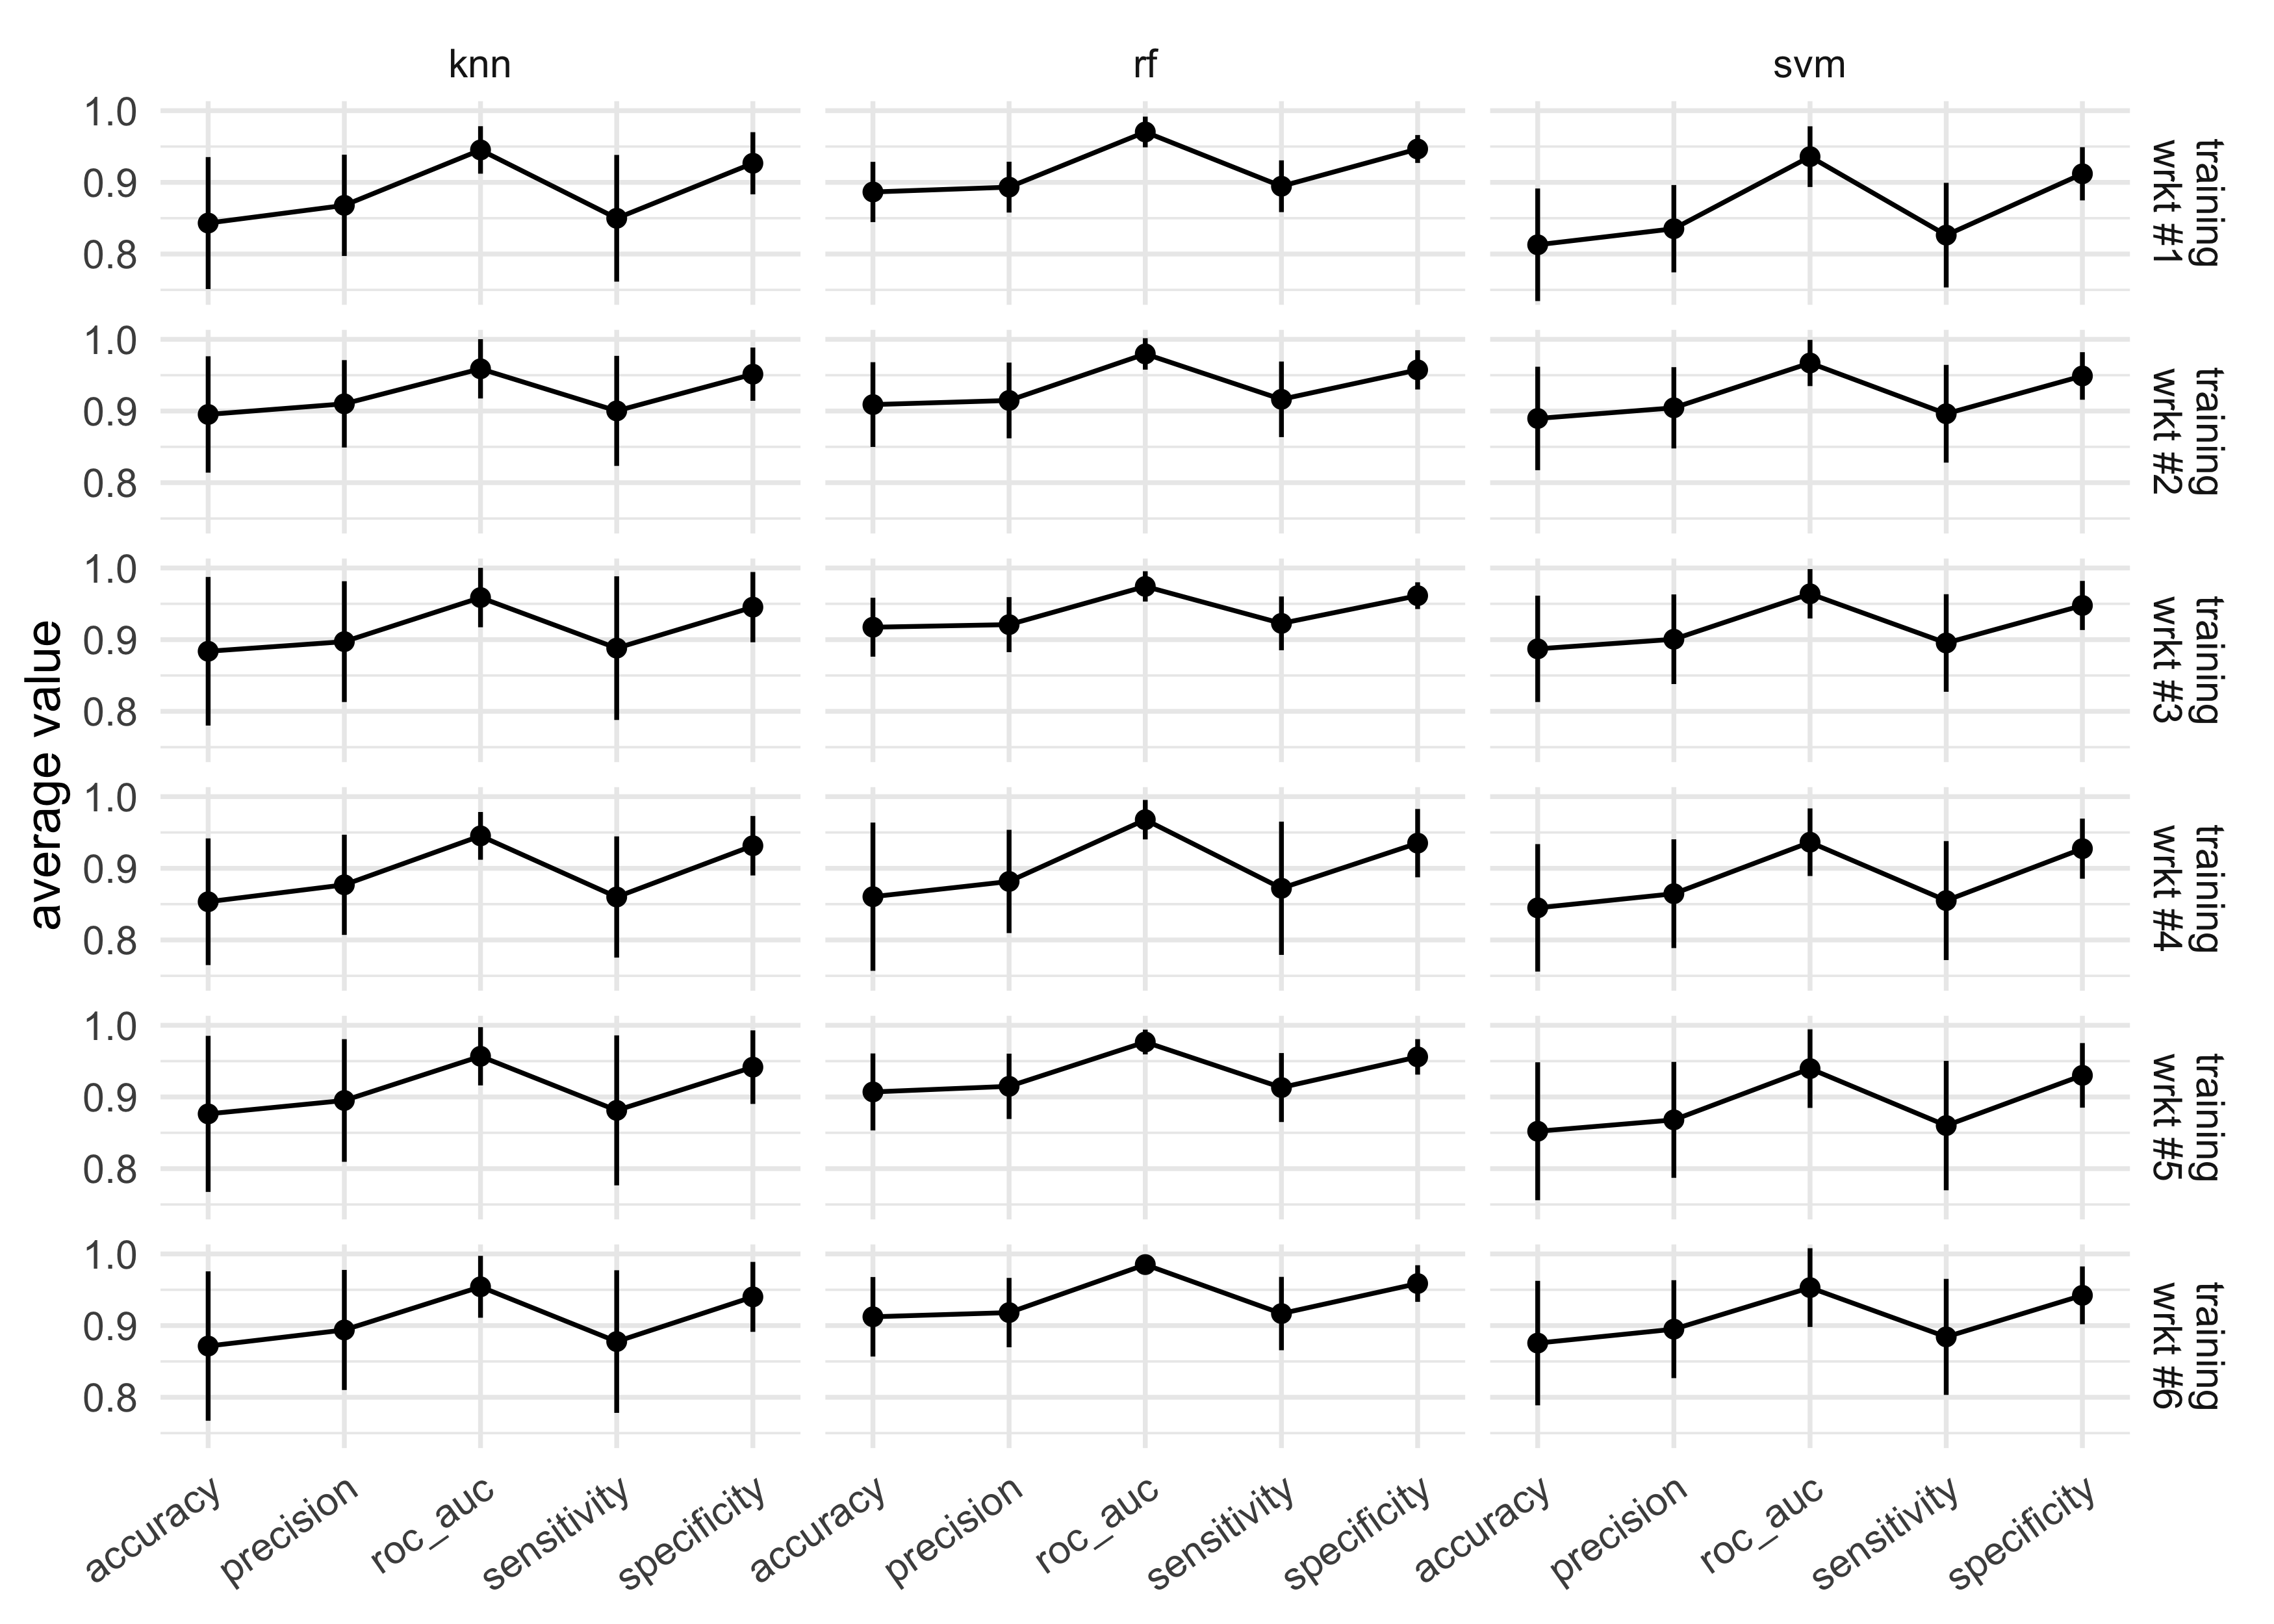 knn rf svm
average value
1.0
0.9
0.8
training
wrkt #1
1.0
0.9
0.8
training
wrkt #2
1.0
0.9
0.8
training
wrkt #3
1.0
0.9
0.8
training
wrkt #4
1.0
0.9
0.8
training
wrkt #5
1.0
0.9
0.8
training
wrkt #6
accuracy precision roc_auc sensitivity specificity accuracy precision roc_auc sensitivity specificity accuracy precision roc_auc sensitivity specificity